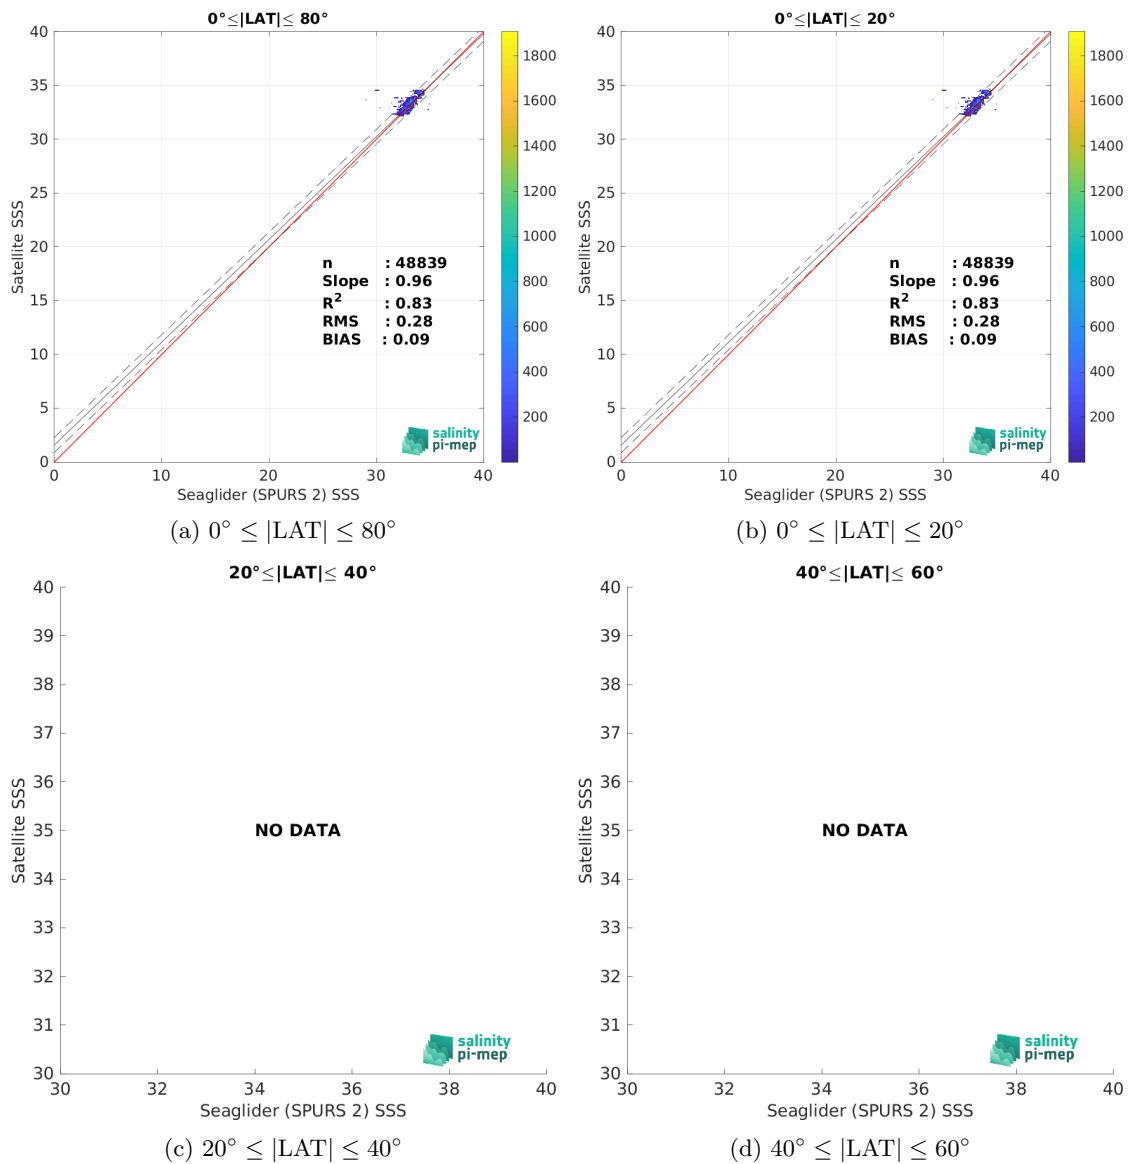 0°≤|LAT|≤ 80°
40
35
30
25
20
15
10
5
0
0
10
20
30
40
Satellite SSS
Seaglider (SPURS 2) SSS
n : 48839
Slope : 0.96
R² : 0.83
RMS : 0.28
BIAS : 0.09
salinity
pi-mep
1800
1600
1400
1200
1000
800
600
400
200
(a) 0° ≤ |LAT| ≤ 80°
0°≤|LAT|≤ 20°
40
35
30
25
20
15
10
5
0
0
10
20
30
40
Satellite SSS
Seaglider (SPURS 2) SSS
n : 48839
Slope : 0.96
R² : 0.83
RMS : 0.28
BIAS : 0.09
salinity
pi-mep
1800
1600
1400
1200
1000
800
600
400
200
(b) 0° ≤ |LAT| ≤ 20°
20°≤|LAT|≤ 40°
40
39
38
37
36
35
34
33
32
31
30
30
32
34
36
38
40
Satellite SSS
NO DATA
salinity
pi-mep
Seaglider (SPURS 2) SSS
(c) 20° ≤ |LAT| ≤ 40°
40°≤|LAT|≤ 60°
40
39
38
37
36
35
34
33
32
31
30
30
32
34
36
38
40
Satellite SSS
NO DATA
salinity
pi-mep
Seaglider (SPURS 2) SSS
(d) 40° ≤ |LAT| ≤ 60°